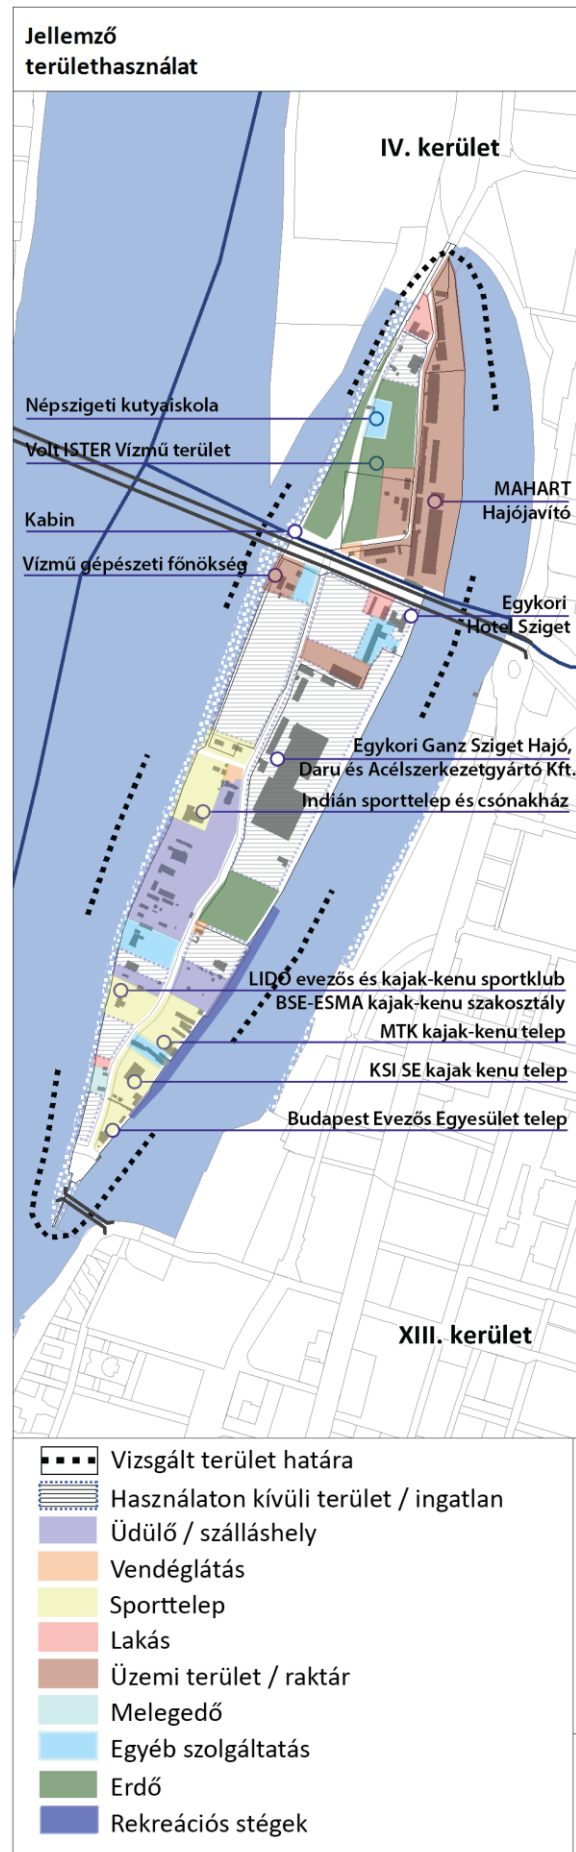 Jellemző
területhasználat
IV. kerület
Népszigeti kutyaiskola
Volt ISTER Vízmű terület
MAHART
Hajójavító
Kabin
Vízmű gépészeti főnökség
Egykori
Hotel Sziget
Egykori Ganz Sziget Hajó,
Daru és Acélszerkezetgyártó Kft.
Indián sporttelep és csónakház
LIDO evezős és kajak-kenu sportklub
BSE-ESMA kajak-kenu szakosztály
MTK kajak-kenu telep
KSI SE kajak kenu telep
Budapest Evezős Egyesület telep
XIII. kerület
Vizsgált terület határa
Használaton kívüli terület / ingatlan
Üdülő / szálláshely
Vendéglátás
Sporttelep
Lakás
Üzemi terület / raktár
Melegedő
Egyéb szolgáltatás
Erdő
Rekreációs stégek